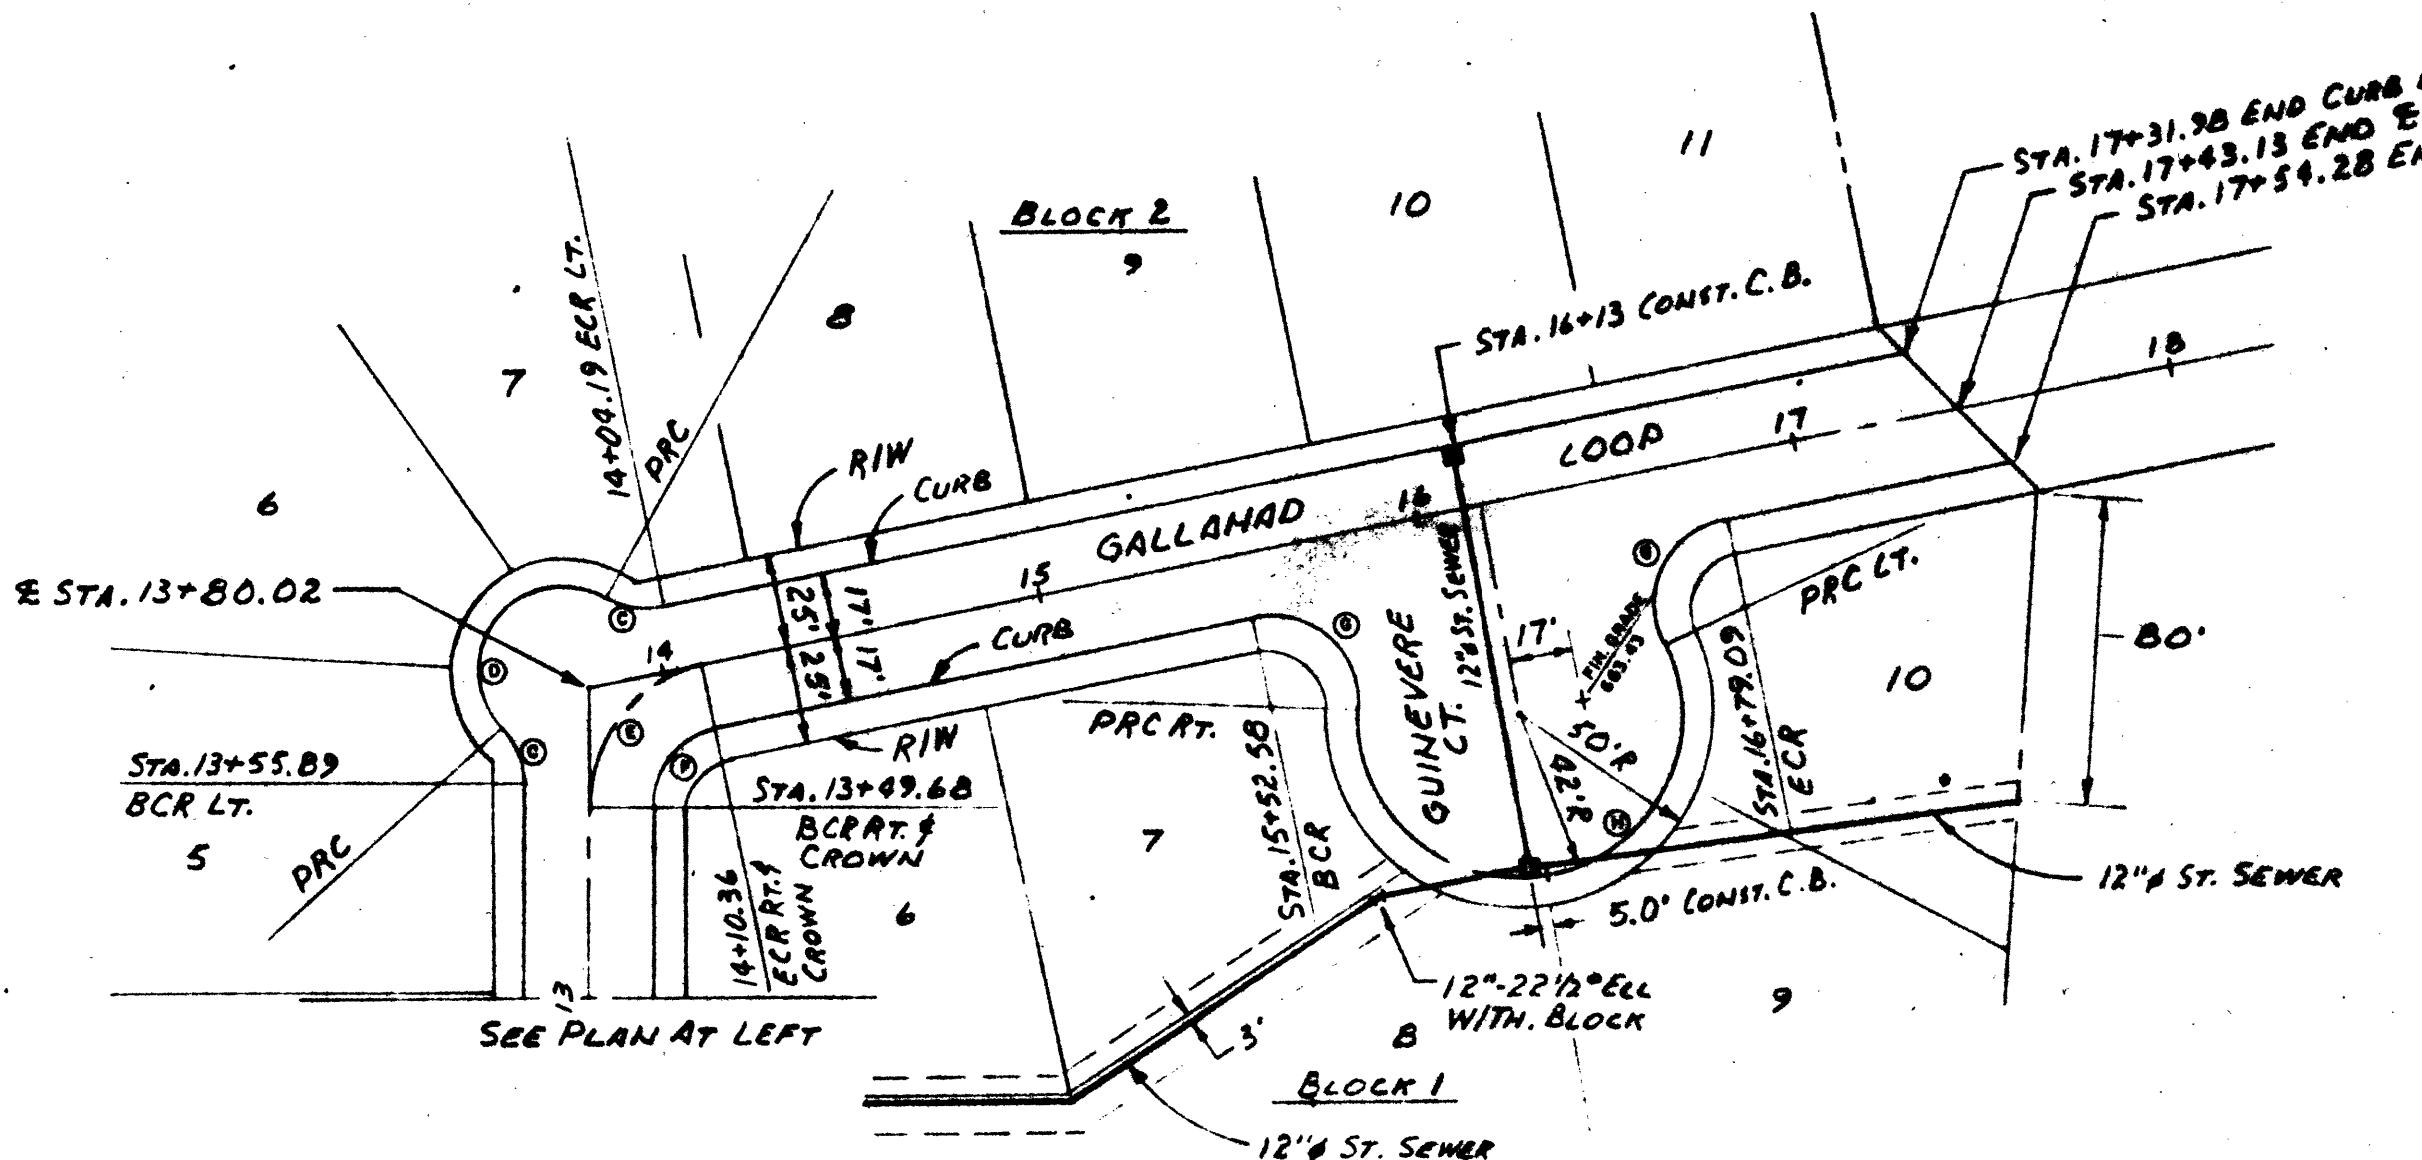 STA. 17+31.98 END CURB
STA. 17+43.13 END ℄
STA. 17+54.28
11
10
BLOCK 2
9
8
7
6
14+04.19 ECR LT.
PRC
STA. 16+13 CONST. C.B.
18
17
LOOP
R/W
CURB
GALLAHAD
16
15
℄ STA. 13+80.02
C
14
25'
17'
25'
17'
CURB
G
G
12"ø ST. SEWER
GUINEVERE
CT.
17'
FIN. GRADE
663.43
PRC LT.
80'
10
D
E
C
F
R/W
PRC RT.
STA. 13+55.89
BCR LT.
5
PRC
STA. 13+49.68
BCR RT. &
CROWN
14+10.36
ECR RT. &
CROWN
6
7
STA. 15+52.58
BCR
50'R
42'R
H
STA. 16+79.09
ECR
12"ø ST. SEWER
5.0' CONST. C.B.
12"-22½° ELL
WITH. BLOCK
9
8
13
SEE PLAN AT LEFT
3'
BLOCK 1
12"ø ST. SEWER